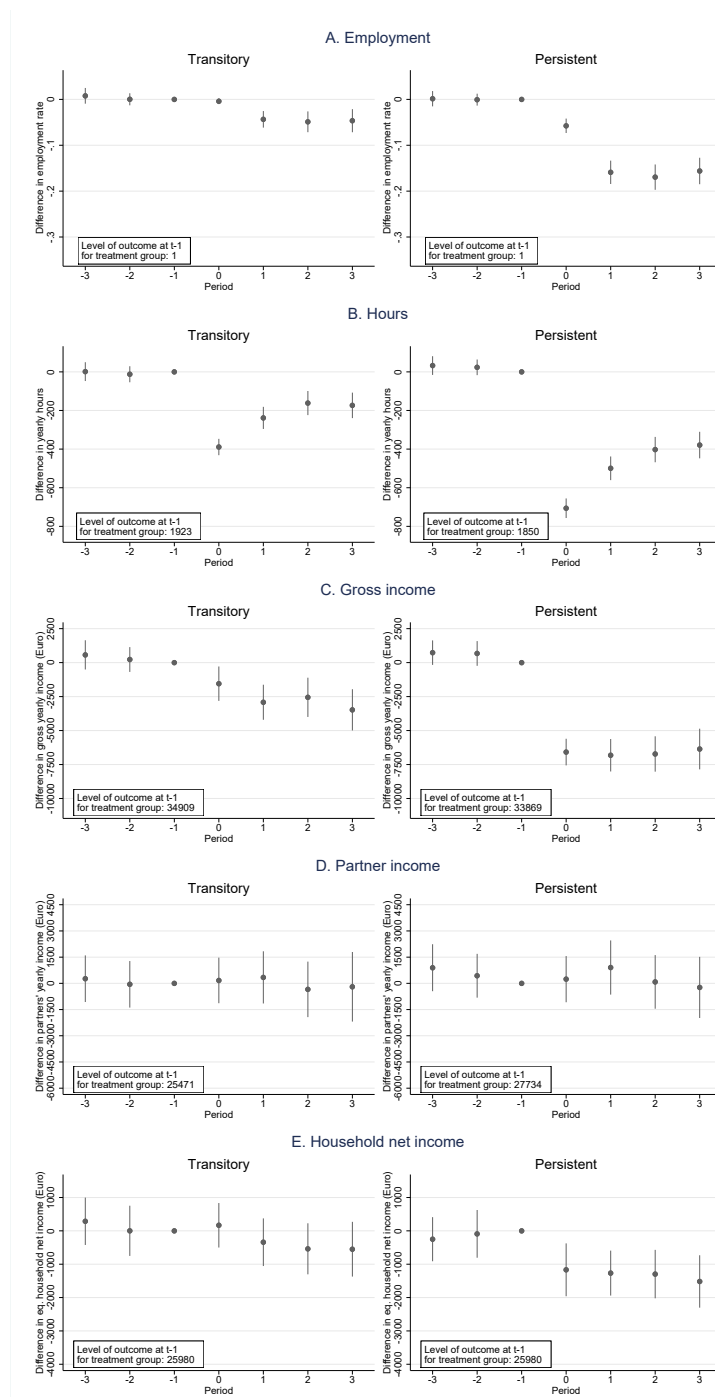 A. Employment
Transitory
Persistent
Difference in employment rate
0
-.1
-.2
-.3
Level of outcome at t-1
for treatment group: 1
-3 -2 -1 0 1 2 3
Period
Difference in employment rate
0
-.1
-.2
-.3
Level of outcome at t-1
for treatment group: 1
-3 -2 -1 0 1 2 3
Period
B. Hours
Transitory
Persistent
Difference in yearly hours
0
-200
-400
-600
-800
Level of outcome at t-1
for treatment group: 1923
-3 -2 -1 0 1 2 3
Period
Difference in yearly hours
0
-200
-400
-600
-800
Level of outcome at t-1
for treatment group: 1850
-3 -2 -1 0 1 2 3
Period
C. Gross income
Transitory
Persistent
Difference in gross yearly income (Euro)
2500
0
-2500
-5000
-7500
-10000
Level of outcome at t-1
for treatment group: 34909
-3 -2 -1 0 1 2 3
Period
Difference in gross yearly income (Euro)
2500
0
-2500
-5000
-7500
-10000
Level of outcome at t-1
for treatment group: 33869
-3 -2 -1 0 1 2 3
Period
D. Partner income
Transitory
Persistent
Difference in partners' yearly income (Euro)
4500
3000
1500
0
-1500
-3000
-4500
-6000
Level of outcome at t-1
for treatment group: 25471
-3 -2 -1 0 1 2 3
Period
Difference in partners' yearly income (Euro)
4500
3000
1500
0
-1500
-3000
-4500
-6000
Level of outcome at t-1
for treatment group: 27734
-3 -2 -1 0 1 2 3
Period
E. Household net income
Transitory
Persistent
Difference in eq. household net income (Euro)
1000
0
-1000
-2000
-3000
-4000
Level of outcome at t-1
for treatment group: 25980
-3 -2 -1 0 1 2 3
Period
Difference in eq. household net income (Euro)
1000
0
-1000
-2000
-3000
-4000
Level of outcome at t-1
for treatment group: 25980
-3 -2 -1 0 1 2 3
Period